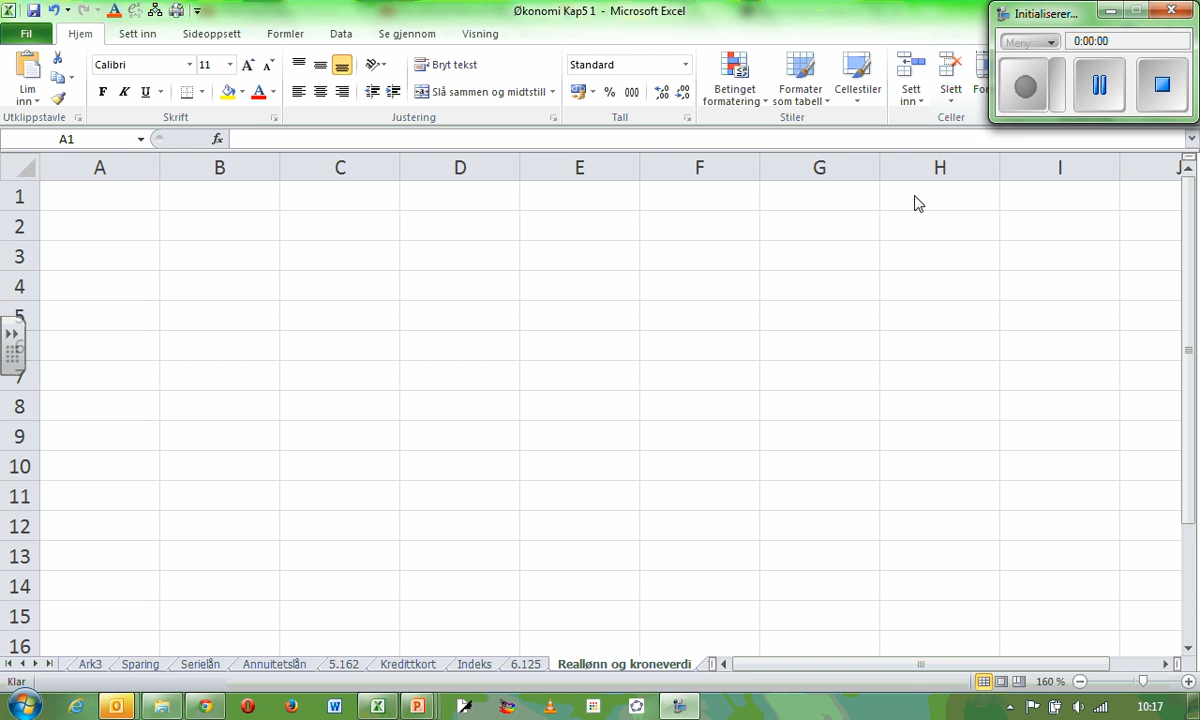 Økonomi Kap51 - Microsoft Excel
Initialiserer...
Fil Hjem Sett inn Sideoppsett Formler Data Se gjennom Visning
Meny 0:00:00
Calibri 11 Bryt tekst Standard
Lim inn
F K U Slå sammen og midtstill % 000
Betinget formatering
Formater som tabell
Cellestiler
Sett inn
Slett
Utklippstavle Skrift Justering Tall Stiler Celler
A1 fx
A B C D E F G H I
1
2
3
4
5
6
7
8
9
10
11
12
13
14
15
16
Ark3 Sparing Serielån Annuitetslån 5.162 Kredittkort Indeks 6.125 Reallønn og kroneverdi
Klar 160 %
10:17